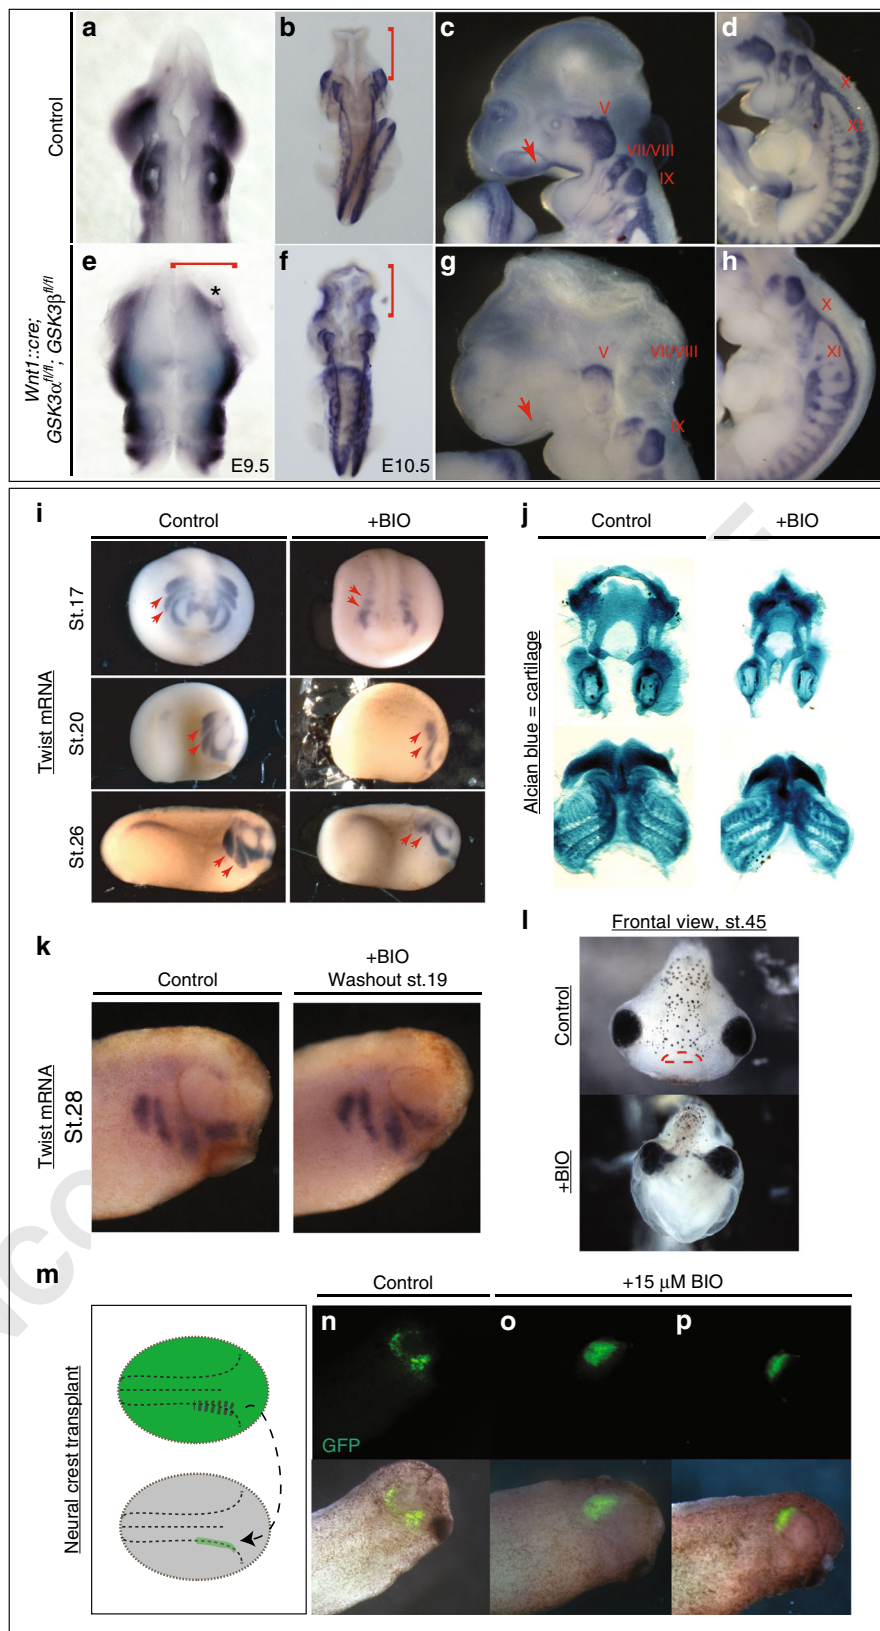 a
b
c
d
Control
V
VII/VIII
IX
X
XI
e
f
g
h
Wnt1::cre;
GSK3α^fl/fl; GSK3β^fl/fl
*
E9.5
E10.5
V
VII/VIII
IX
X
XI
i
Control
+BIO
Twist mRNA
St.17
St.20
St.26
j
Control
+BIO
Alcian blue = cartilage
k
Control
+BIO
Washout st.19
Twist mRNA
St.28
l
Frontal view, st.45
Control
+BIO
m
Neural crest transplant
Control
+15 μM BIO
n
o
p
GFP